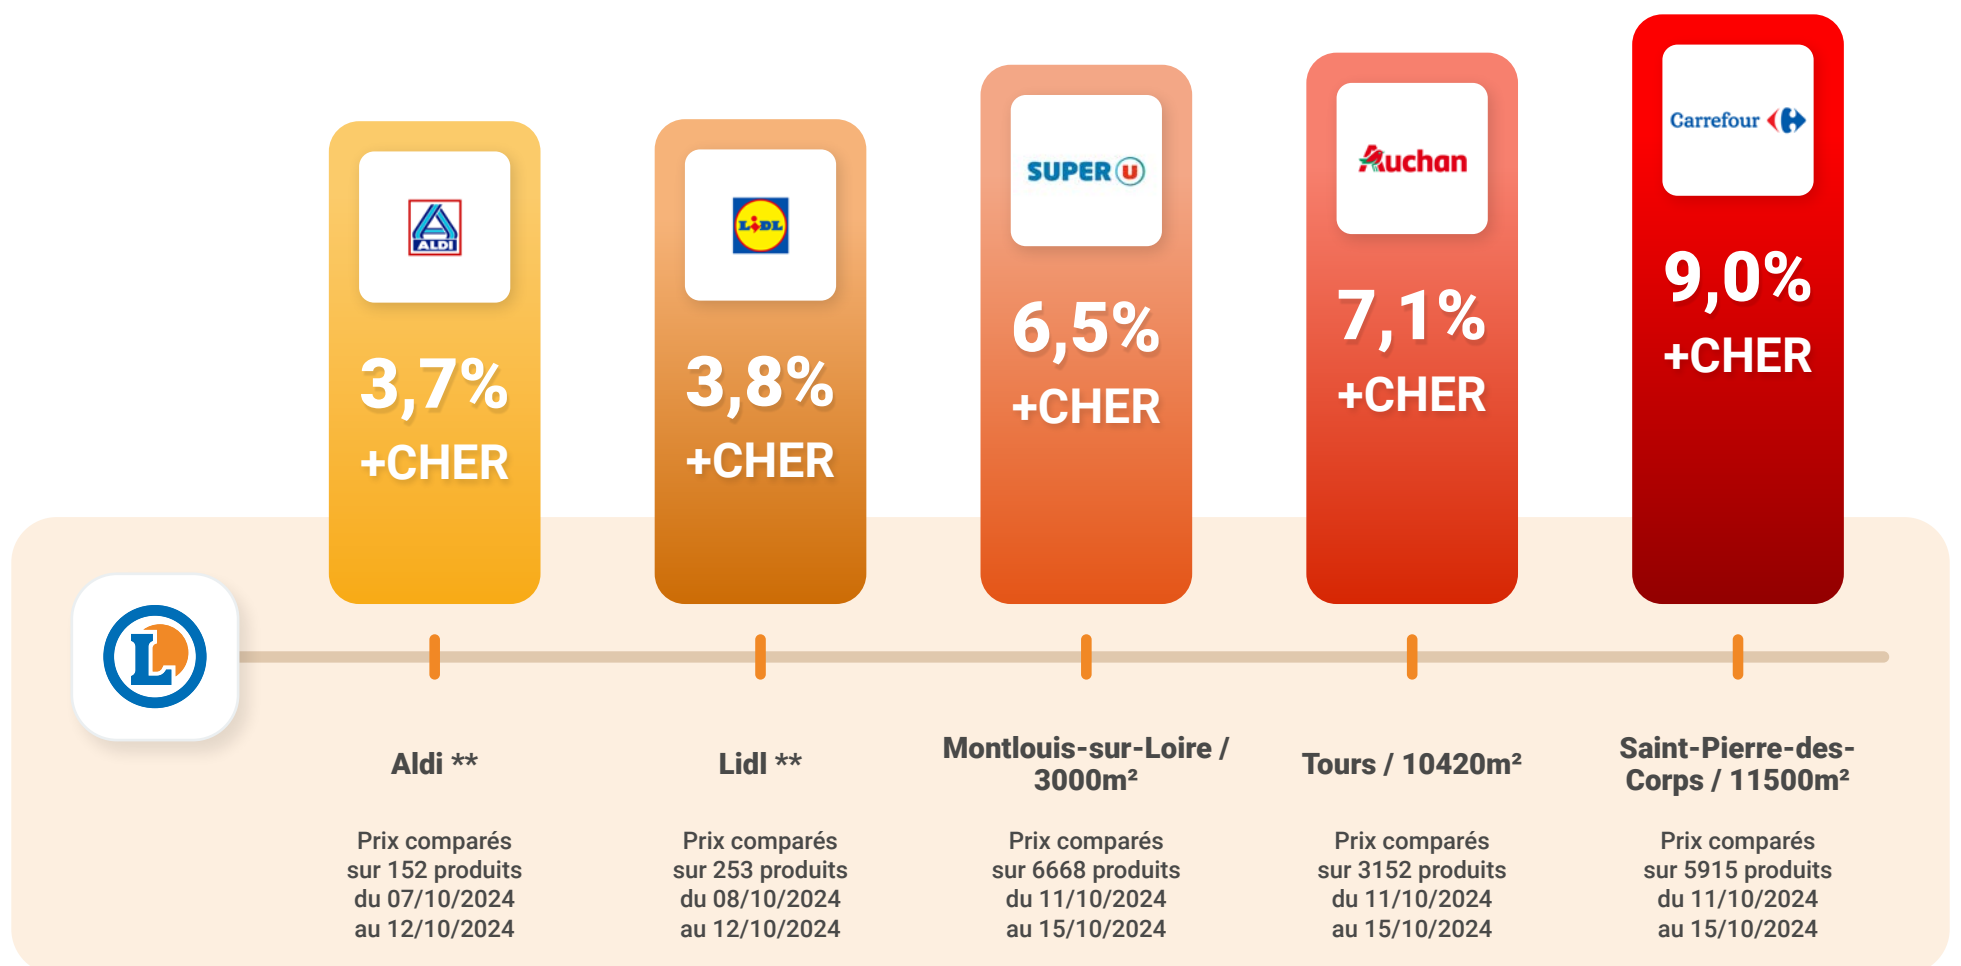 ALDI
3,7%
+CHER
LIDL
3,8%
+CHER
SUPER U
6,5%
+CHER
Auchan
7,1%
+CHER
Carrefour
9,0%
+CHER
L
Aldi **
Prix comparés
sur 152 produits
du 07/10/2024
au 12/10/2024
Lidl **
Prix comparés
sur 253 produits
du 08/10/2024
au 12/10/2024
Montlouis-sur-Loire /
3000m²
Prix comparés
sur 6668 produits
du 11/10/2024
au 15/10/2024
Tours / 10420m²
Prix comparés
sur 3152 produits
du 11/10/2024
au 15/10/2024
Saint-Pierre-des-
Corps / 11500m²
Prix comparés
sur 5915 produits
du 11/10/2024
au 15/10/2024